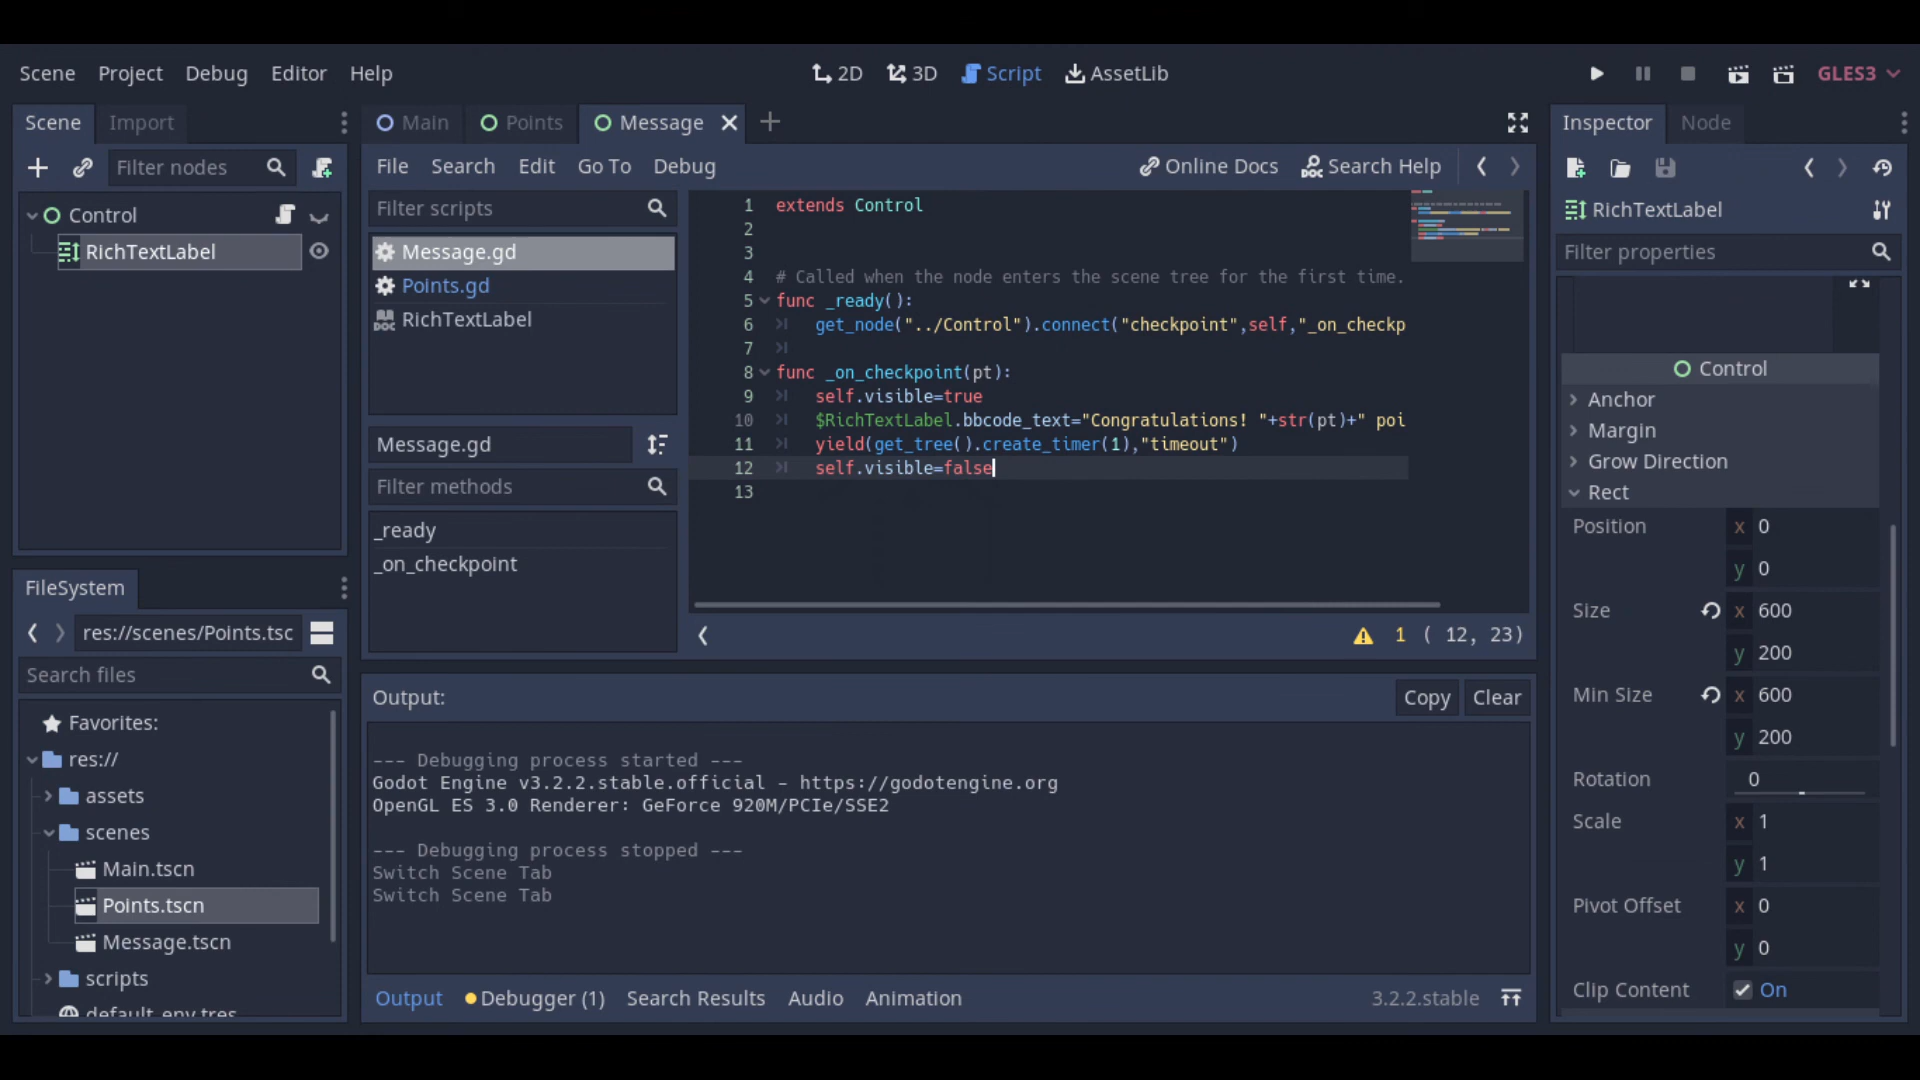 Scene Project Debug Editor Help
2D 3D Script AssetLib
GLES3
Scene Import
Filter nodes
Control
RichTextLabel
FileSystem
res://scenes/Points.tsc
Search files
Favorites:
res://
assets
scenes
Main.tscn
Points.tscn
Message.tscn
scripts
default_env.tres
Main Points Message
File Search Edit Go To Debug
Online Docs Search Help
Filter scripts
Message.gd
Points.gd
RichTextLabel
Message.gd
Filter methods
_ready
_on_checkpoint
1 extends Control
2
3
4 # Called when the node enters the scene tree for the first time.
5 func _ready():
6 get_node("../Control").connect("checkpoint",self,"_on_checkp
7
8 func _on_checkpoint(pt):
9 self.visible=true
10 $RichTextLabel.bbcode_text="Congratulations! "+str(pt)+" poi
11 yield(get_tree().create_timer(1),"timeout")
12 self.visible=false
13
1 ( 12, 23)
Output:
Copy Clear
--- Debugging process started ---
Godot Engine v3.2.2.stable.official - https://godotengine.org
OpenGL ES 3.0 Renderer: GeForce 920M/PCIe/SSE2
--- Debugging process stopped ---
Switch Scene Tab
Switch Scene Tab
Output Debugger (1) Search Results Audio Animation
3.2.2.stable
Inspector Node
RichTextLabel
Filter properties
Control
Anchor
Margin
Grow Direction
Rect
Position x 0
y 0
Size x 600
y 200
Min Size x 600
y 200
Rotation 0
Scale x 1
y 1
Pivot Offset x 0
y 0
Clip Content On